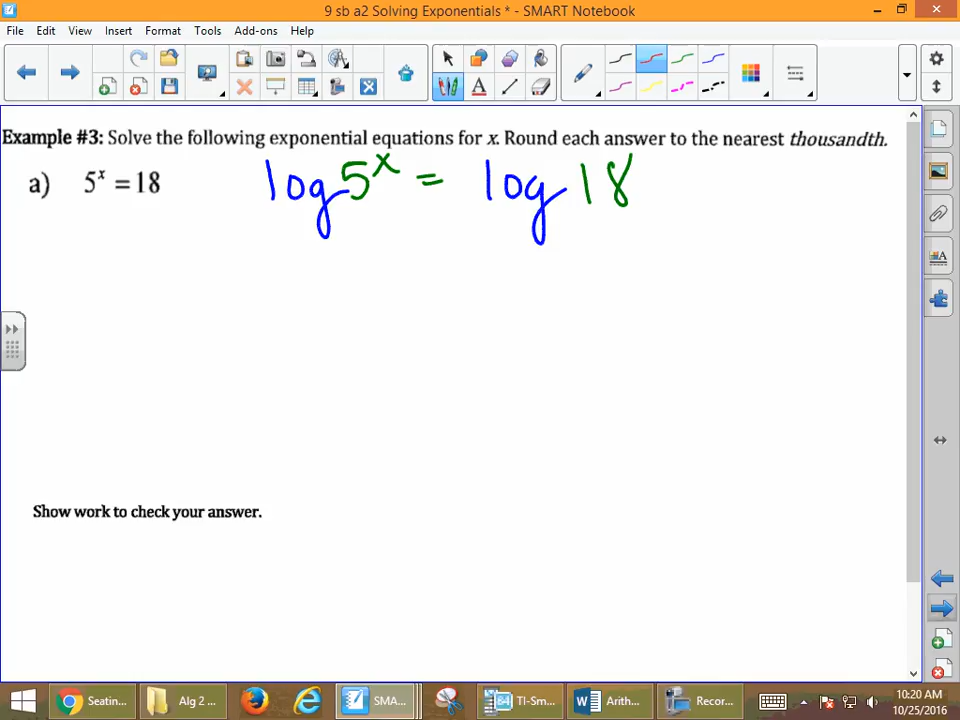 9 sb a2 Solving Exponentials * - SMART Notebook
File Edit View Insert Format Tools Add-ons Help
Example #3: Solve the following exponential equations for x. Round each answer to the nearest thousandth.
a) 5ˣ = 18 log 5ˣ = log 18
Show work to check your answer.
Seatin... Alg 2 ... SMA... TI-Sm... Arith... Recor...
10:20 AM
10/25/2016